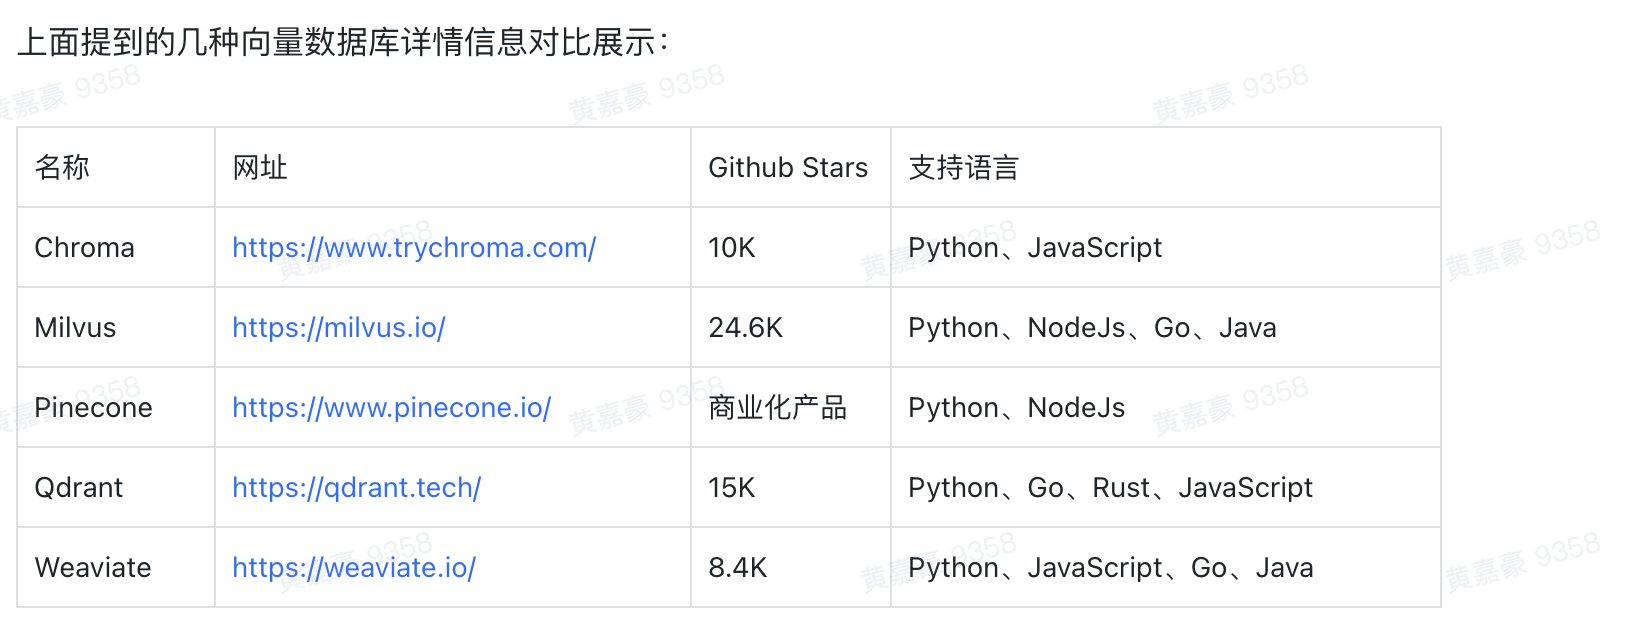 上面提到的几种向量数据库详情信息对比展示：
名称 网址 Github Stars 支持语言
Chroma https://www.trychroma.com/ 10K Python、JavaScript
Milvus https://milvus.io/ 24.6K Python、NodeJs、Go、Java
Pinecone https://www.pinecone.io/ 商业化产品 Python、NodeJs
Qdrant https://qdrant.tech/ 15K Python、Go、Rust、JavaScript
Weaviate https://weaviate.io/ 8.4K Python、JavaScript、Go、Java
黄嘉豪 9358
黄嘉豪 9358
黄嘉豪 9358
黄嘉豪 9358
黄嘉豪 9358
黄嘉豪 9358
黄嘉豪 9358
黄嘉豪 9358
黄嘉豪 9358
黄嘉豪 9358
黄嘉豪 9358
黄嘉豪 9358